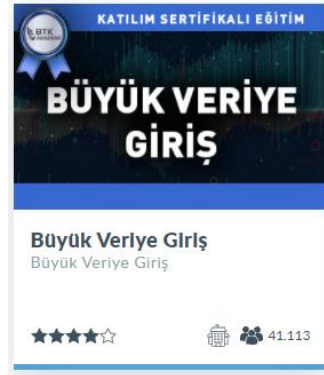 KATILIM SERTİFİKALI EĞİTİM
BTK
AKADEMİ
BÜYÜK VERİYE
GİRİŞ
Büyük Veriye Giriş
Büyük Veriye Giriş
41.113